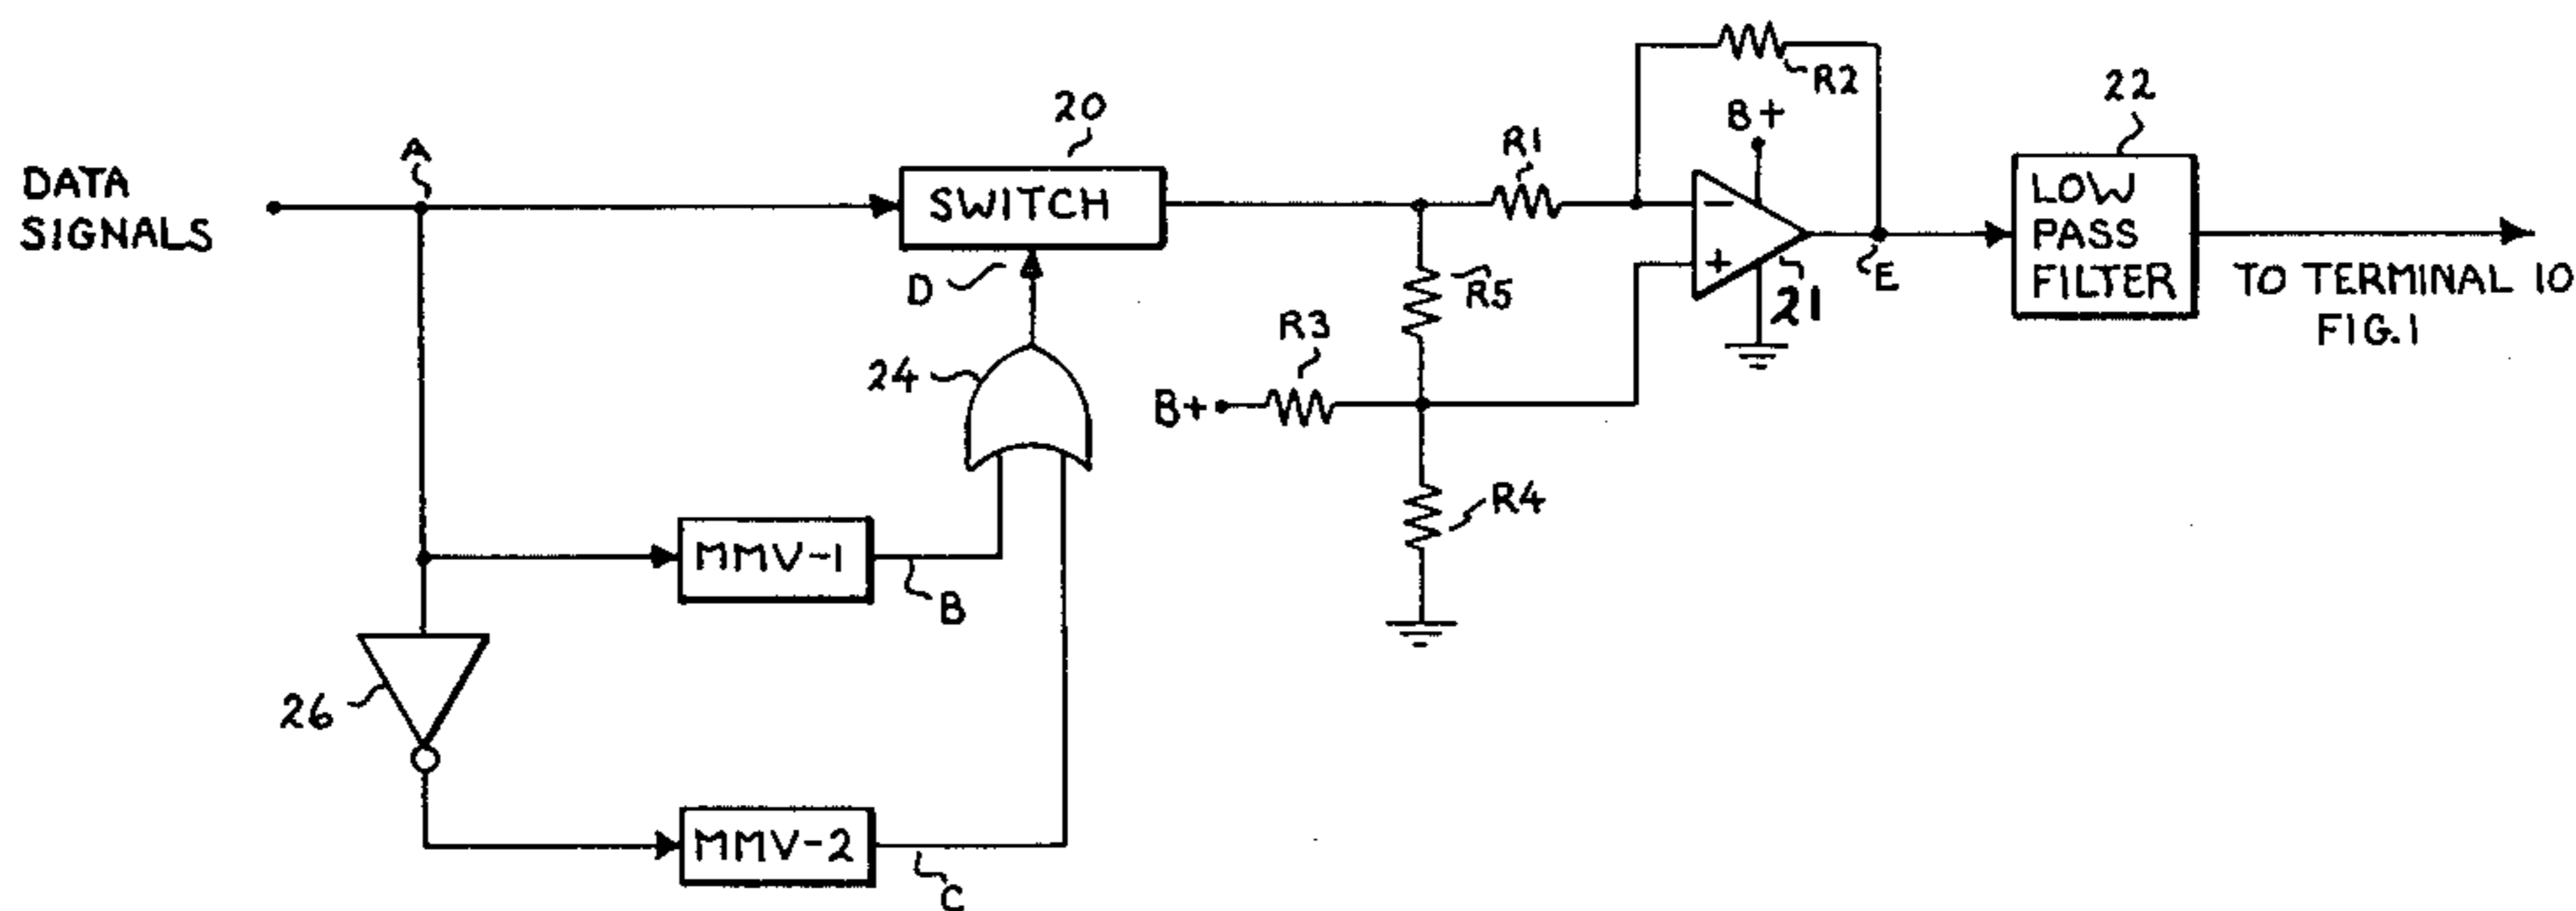 DATA
SIGNALS
A
20
SWITCH
D
24
R1
R2
B+
−
+
21
E
22
LOW
PASS
FILTER
TO TERMINAL 10
FIG.1
R5
R3
B+
R4
MMV-1
B
26
MMV-2
C